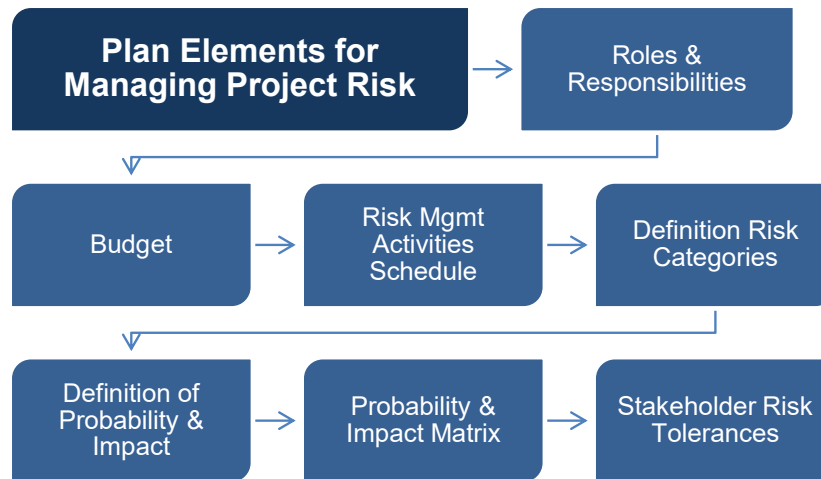 Plan Elements for
Managing Project Risk
Roles &
Responsibilities
Budget
Risk Mgmt
Activities
Schedule
Definition Risk
Categories
Definition of
Probability &
Impact
Probability &
Impact Matrix
Stakeholder Risk
Tolerances